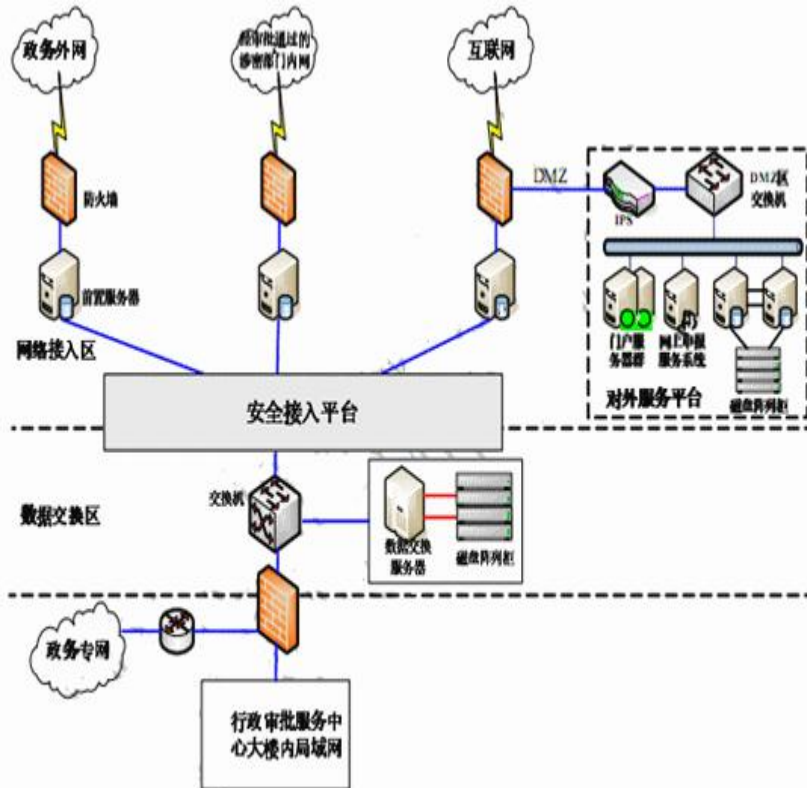 政务外网
经审批通过的
涉密部门内网
互联网
防火墙
DMZ
IPS
DMZ区
交换机
前置服务器
门户服
务器群
网上申报
服务系统
磁盘阵列柜
对外服务平台
网络接入区
安全接入平台
交换机
数据交换区
数据交换
服务器
磁盘阵列柜
政务专网
行政审批服务中
心大楼内局域网